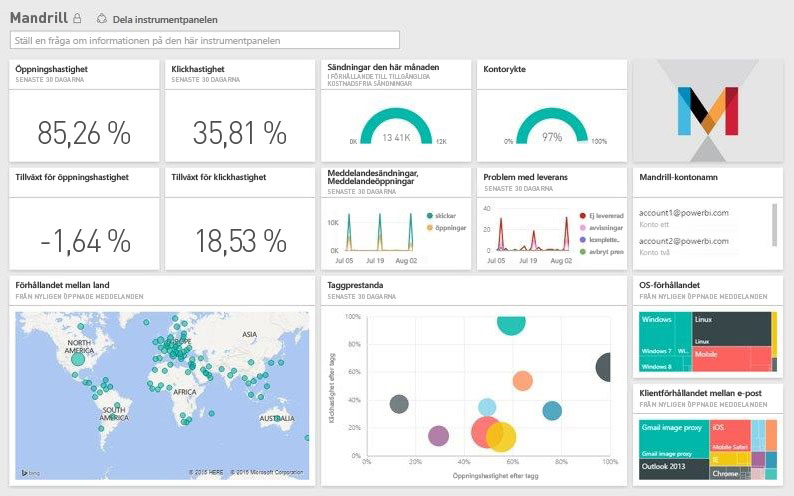 Mandrill
Dela instrumentpanelen
Ställ en fråga om informationen på den här instrumentpanelen
Öppningshastighet
SENASTE 30 DAGARNA
85,26 %
Klickhastighet
SENASTE 30 DAGARNA
35,81 %
Sändningar den här månaden
I FÖRHÅLLANDE TILL TILLGÄNGLIGA
KOSTNADSFRIA SÄNDNINGAR
0K
13.41K
12K
Kontorykte
0%
97%
100%
Tillväxt för öppningshastighet
-1,64 %
Tillväxt för klickhastighet
18,53 %
Meddelandesändningar,
Meddelandeöppningar
SENASTE 30 DAGARNA
10K
0K
Jul 05
Jul 19
Aug 02
stickar
öppningar
Problem med leverans
SENASTE 30 DAGARNA
40
20
0
Jul 05
Jul 19
Aug 02
Ej levererad
avvisningar
komplette..
avbryt pren
Mandrill-kontonamn
account1@powerbi.com
Konto ett
account2@powerbi.com
Konto två
Förhållandet mellan land
FRÅN NYLIGEN ÖPPNADE MEDDELANDEN
NORTH
AMERICA
EUROPE
ASIA
AFRICA
SOUTH
AMERICA
AUSTRALIA
bing
© 2015 HERE
© 2015 Microsoft Corporation
Taggprestanda
SENASTE 30 DAGARNA
Klickhastighet efter tagg
100%
80%
60%
40%
20%
0%
0%
20%
40%
60%
80%
100%
Öppningshastighet efter tagg
OS-förhållandet
FRÅN NYLIGEN ÖPPNADE MEDDELANDEN
Windows
Windows 7
Wi...
Windows 8
Linux
Linux
Mobile
Klientförhållandet mellan e-post
FRÅN NYLIGEN ÖPPNADE MEDDELANDEN
Gmail image proxy
Gmail image proxy
Outlook 2013
iOS
Mobile Safari
IE
Chrome